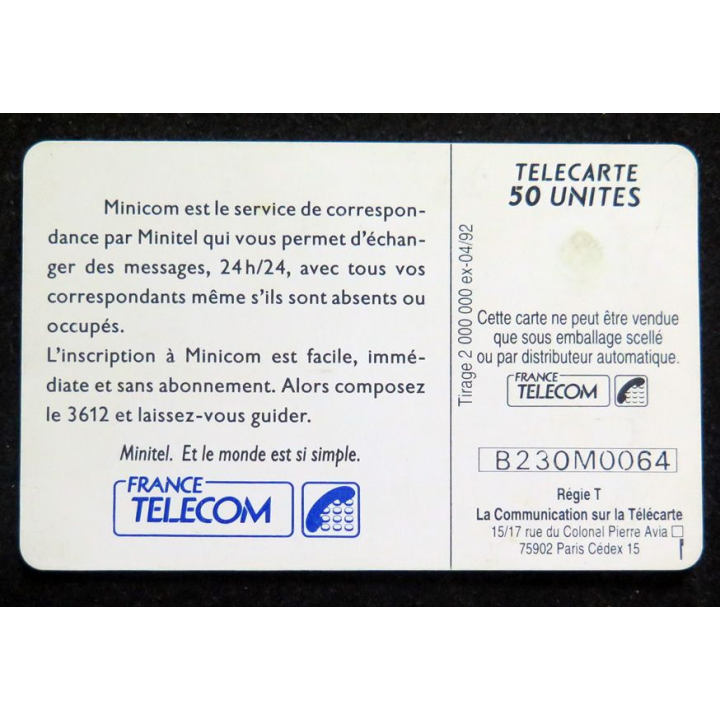 Minicom est le service de correspon-
dance par Minitel qui vous permet d'échan-
ger des messages, 24h/24, avec tous vos
correspondants même s'ils sont absents ou
occupés.
L'inscription à Minicom est facile, immé-
diate et sans abonnement. Alors composez
le 3612 et laissez-vous guider.
Minitel. Et le monde est si simple.
FRANCE
TELECOM
Tirage 2 000 000 ex-04/92
TELECARTE
50 UNITES
Cette carte ne peut être vendue
que sous emballage scellé
ou par distributeur automatique.
FRANCE
TELECOM
B230M0064
Régie T
La Communication sur la Télécarte
15/17 rue du Colonal Pierre Avia
75902 Paris Cédex 15